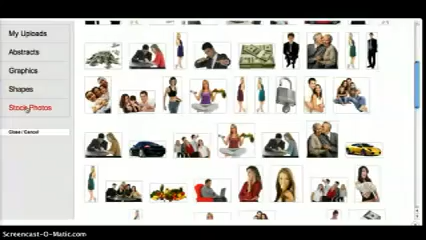 My Uploads
Abstracts
Graphics
Shapes
Stock Photos
Close / Cancel
Screencast-O-Matic.com